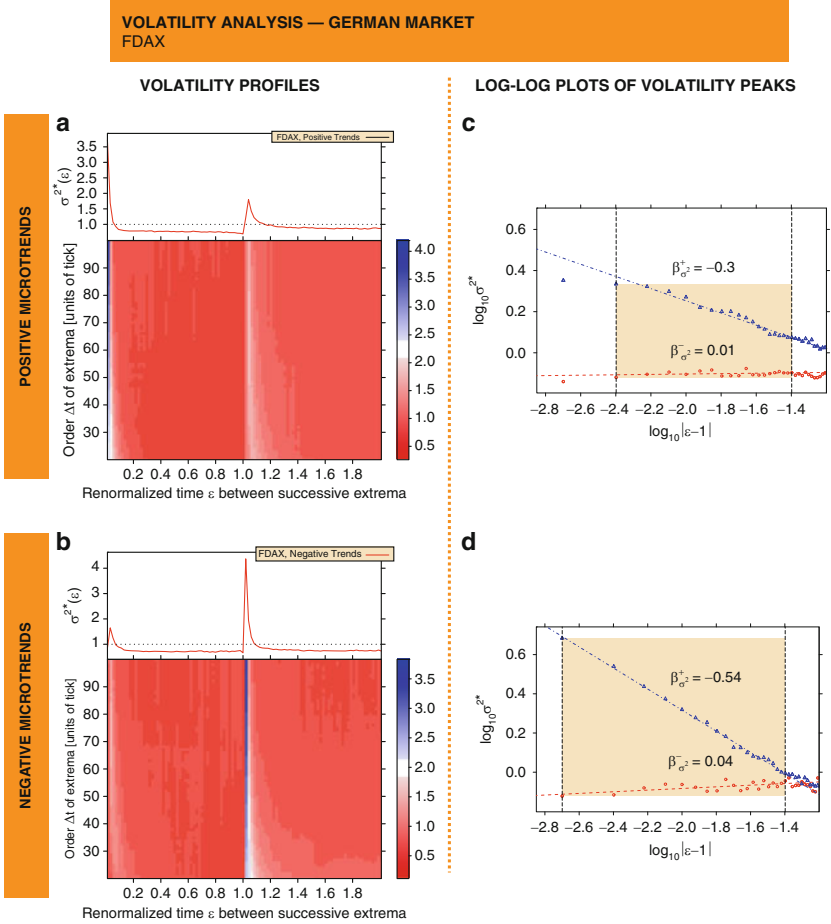 VOLATILITY ANALYSIS — GERMAN MARKET
FDAX
VOLATILITY PROFILES
LOG-LOG PLOTS OF VOLATILITY PEAKS
POSITIVE MICROTRENDS
a
FDAX, Positive Trends
σ²*(ε)
3.5
3.0
2.5
2.0
1.5
1.0
Order Δt of extrema [units of tick]
90
80
70
60
50
40
30
4.0
3.5
3.0
2.5
2.0
1.5
1.0
0.5
0.2 0.4 0.6 0.8 1.0 1.2 1.4 1.6 1.8
Renormalized time ε between successive extrema
c
log₁₀σ²*
0.6
0.4
0.2
0.0
β⁺σ² = −0.3
β⁻σ² = 0.01
−2.8 −2.6 −2.4 −2.2 −2.0 −1.8 −1.6 −1.4
log₁₀|ε−1|
NEGATIVE MICROTRENDS
b
FDAX, Negative Trends
σ²*(ε)
4
3
2
1
Order Δt of extrema [units of tick]
90
80
70
60
50
40
30
3.5
3.0
2.5
2.0
1.5
1.0
0.5
0.2 0.4 0.6 0.8 1.0 1.2 1.4 1.6 1.8
Renormalized time ε between successive extrema
d
log₁₀σ²*
0.6
0.4
0.2
0.0
β⁺σ² = −0.54
β⁻σ² = 0.04
−2.8 −2.6 −2.4 −2.2 −2.0 −1.8 −1.6 −1.4
log₁₀|ε−1|